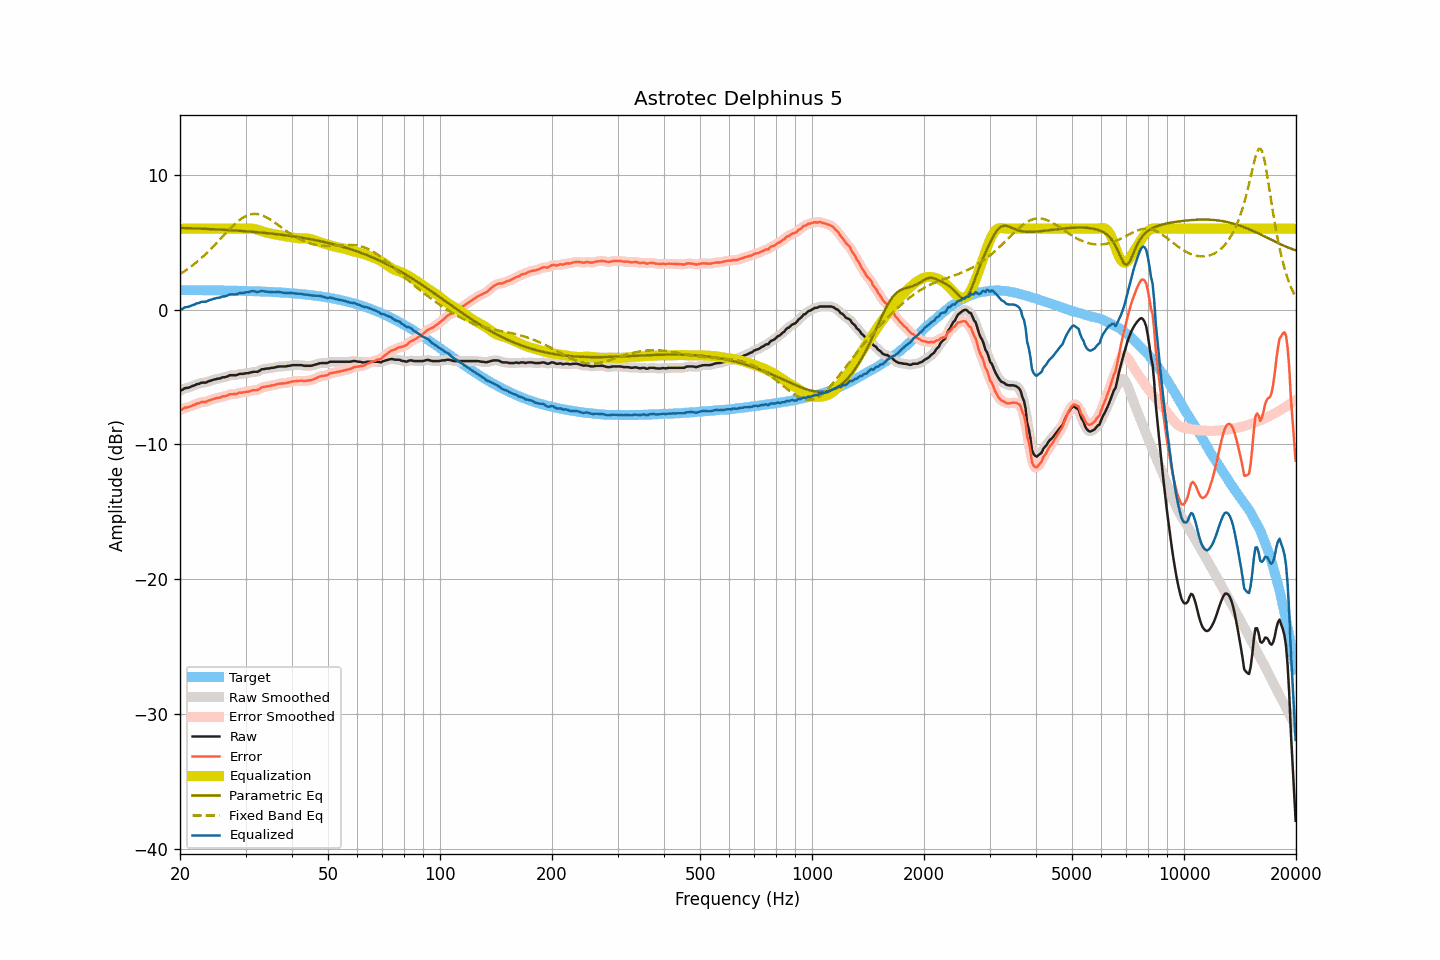 Astrotec Delphinus 5
10
0
−10
−20
−30
−40
Amplitude (dBr)
Target
Raw Smoothed
Error Smoothed
Raw
Error
Equalization
Parametric Eq
Fixed Band Eq
Equalized
20 50 100 200 500 1000 2000 5000 10000 20000
Frequency (Hz)